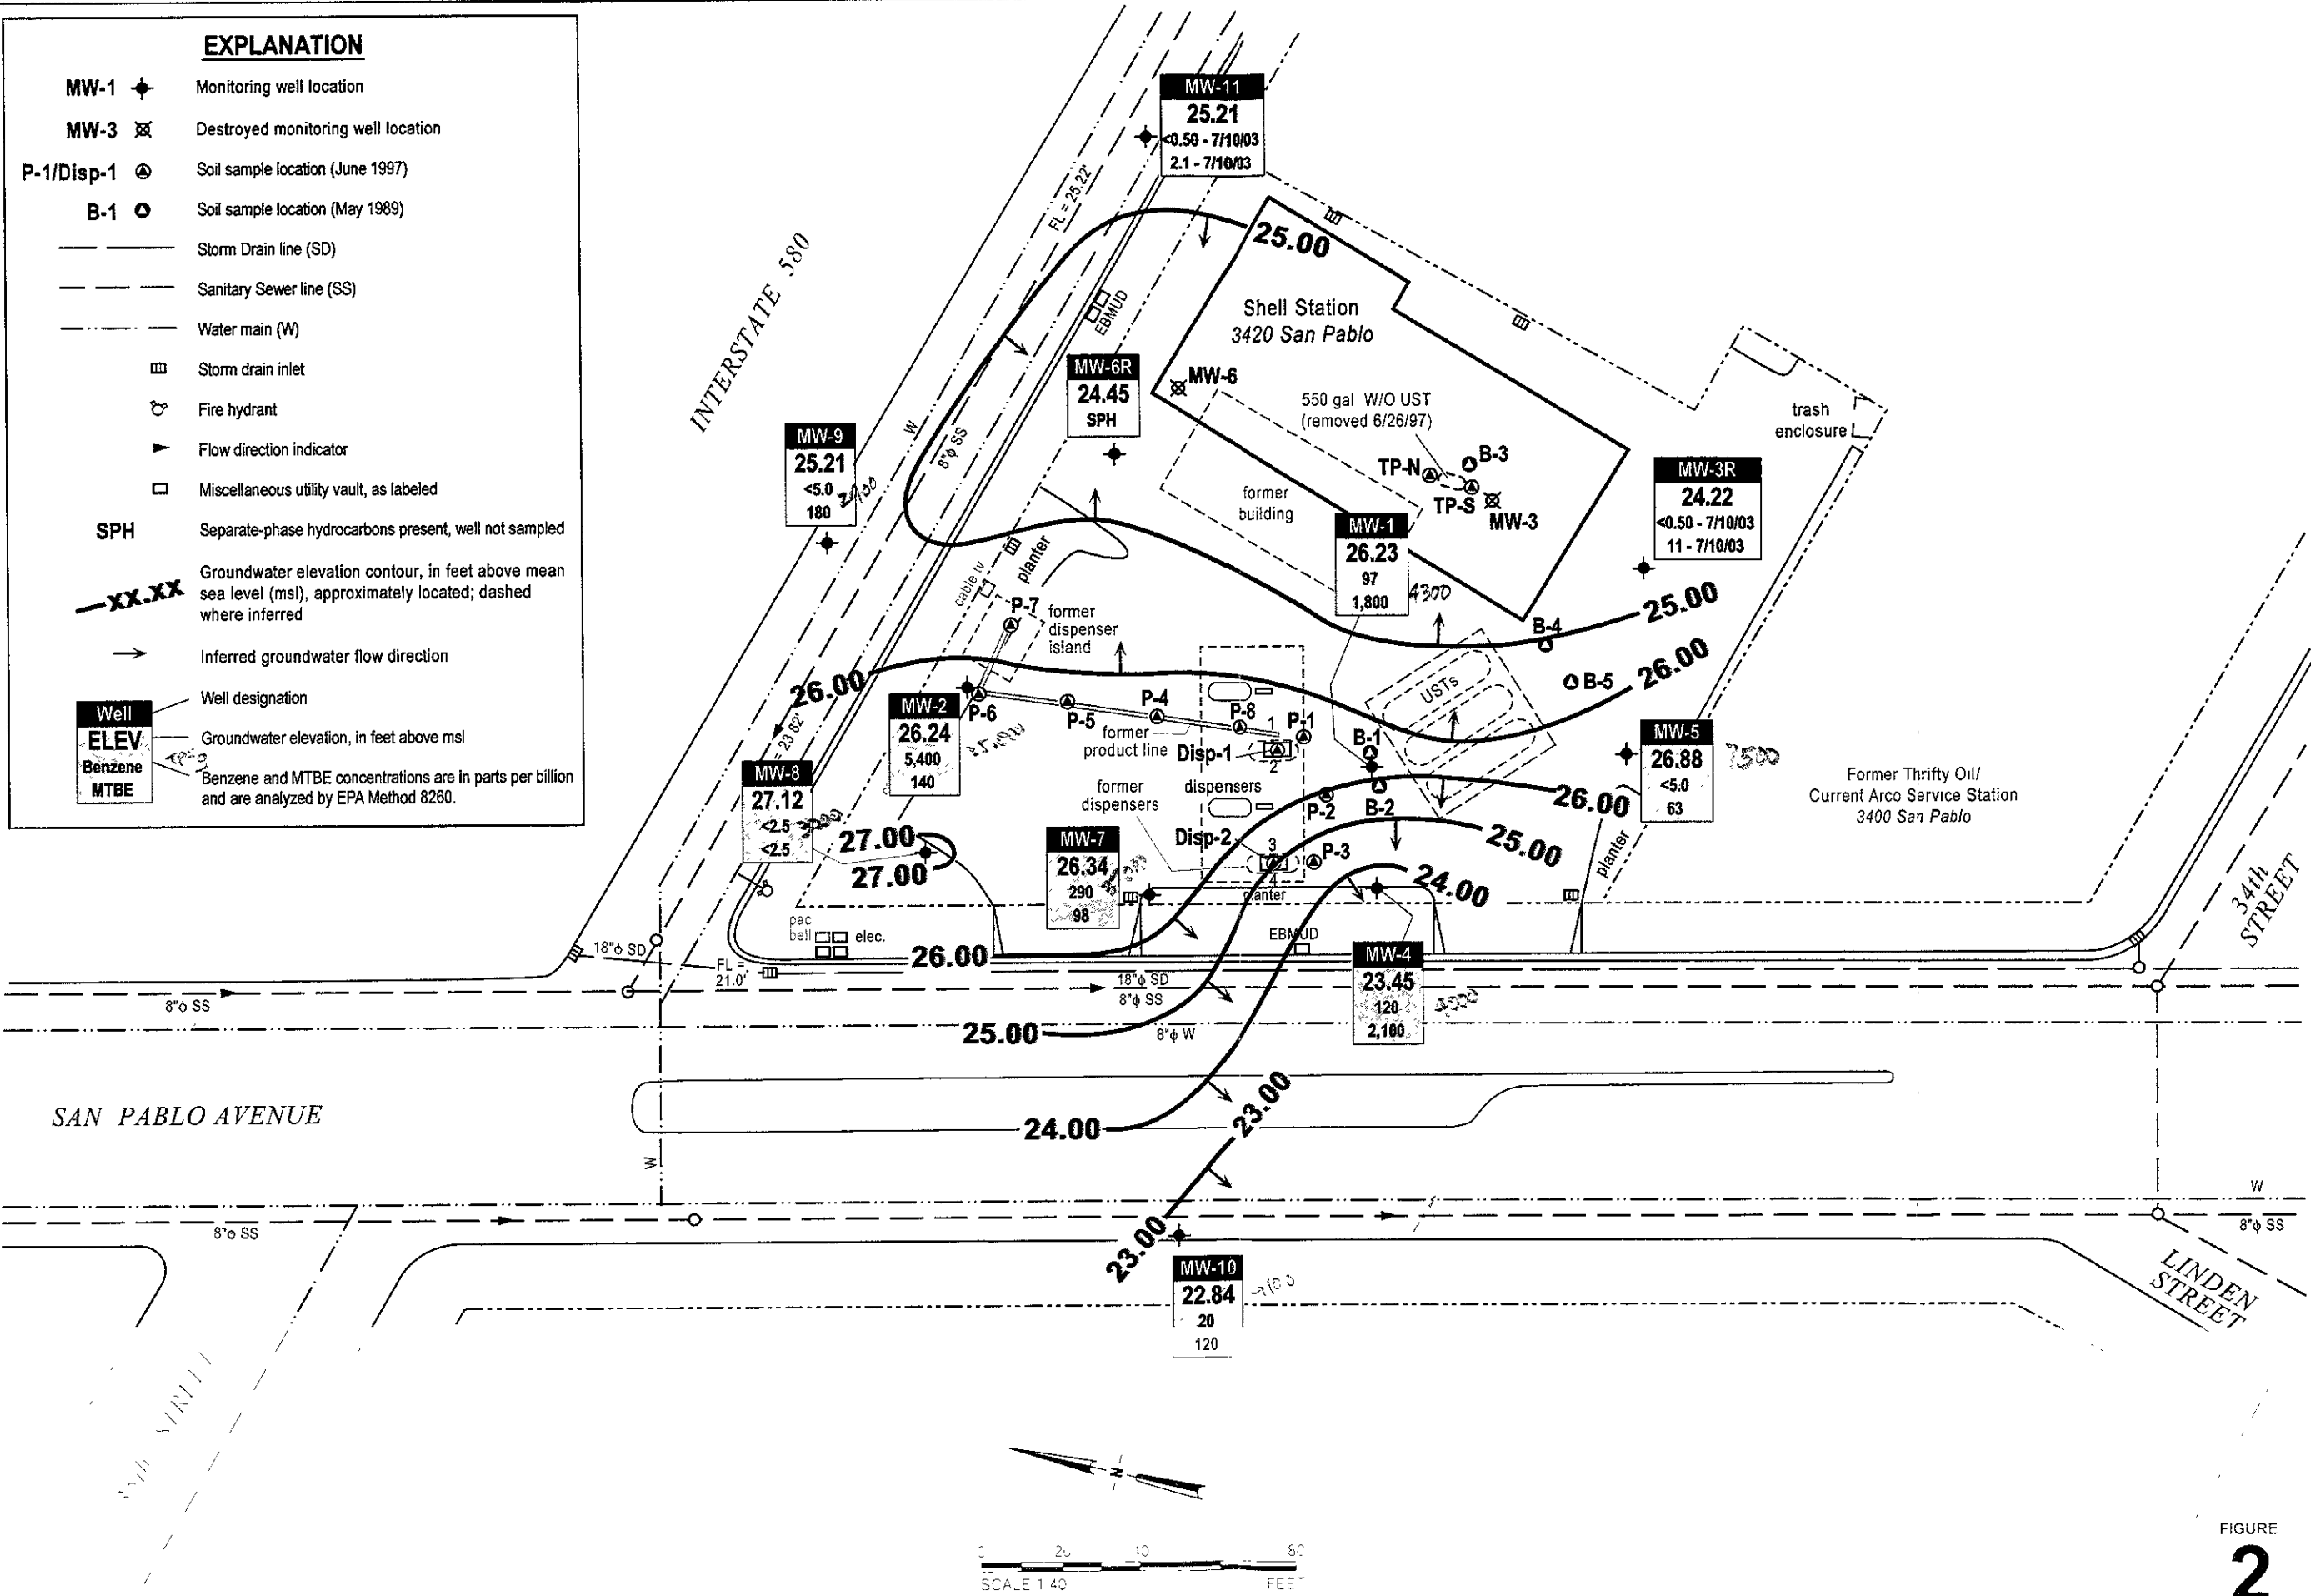 EXPLANATION
MW-1 Monitoring well location
MW-3 Destroyed monitoring well location
P-1/Disp-1 Soil sample location (June 1997)
B-1 Soil sample location (May 1989)
Storm Drain line (SD)
Sanitary Sewer line (SS)
Water main (W)
Storm drain inlet
Fire hydrant
Flow direction indicator
Miscellaneous utility vault, as labeled
SPH Separate-phase hydrocarbons present, well not sampled
XX.XX Groundwater elevation contour, in feet above mean
sea level (msl), approximately located; dashed
where inferred
Inferred groundwater flow direction
Well designation
Well
ELEV
Groundwater elevation, in feet above msl
Benzene
MTBE
Benzene and MTBE concentrations are in parts per billion
and are analyzed by EPA Method 8260.
MW-11
25.21
<0.50 - 7/10/03
2.1 - 7/10/03
FL = 25.22'
25.00
INTERSTATE 580
EBMUD
Shell Station
3420 San Pablo
MW-6R
24.45
SPH
MW-6
550 gal W/O UST
(removed 6/26/97)
trash
enclosure
W
8"φ SS
MW-9
25.21
<5.0
180
B-3
TP-N
TP-S
MW-3
former
building
MW-3R
24.22
<0.50 - 7/10/03
11 - 7/10/03
MW-1
26.23
97
1,800
4300
planter
cable tv
P-7
former
dispenser
island
25.00
B-4
26.00
B-5
USTs
26.00
MW-2
26.24
5,400
140
P-6
P-5
P-4
P-8
1
P-1
former
product line
Disp-1
2
B-1
23.82'
MW-8
27.12
<2.5
<2.5
27.00
27.00
former
dispensers
dispensers
P-2
B-2
26.00
25.00
MW-5
26.88
<5.0
63
Former Thrifty Oil/
Current Arco Service Station
3400 San Pablo
planter
MW-7
26.34
290
98
Disp-2
3
4
P-3
24.00
planter
34th
STREET
pac
bell
elec.
EBMUD
18"φ SD
FL =
21.0'
26.00
MW-4
23.45
120
2,100
8"φ SS
18"φ SD
8"φ SS
25.00
8"φ W
SAN PABLO AVENUE
24.00
23.00
W
W
8"φ SS
8"φ SS
23.00
MW-10
22.84
20
120
LINDEN
STREET
N
SCALE 1:40
FEET
FIGURE
2